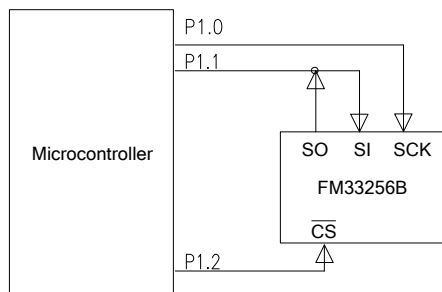 P1.0
P1.1
Microcontroller
SO SI SCK
FM33256B
CS
P1.2